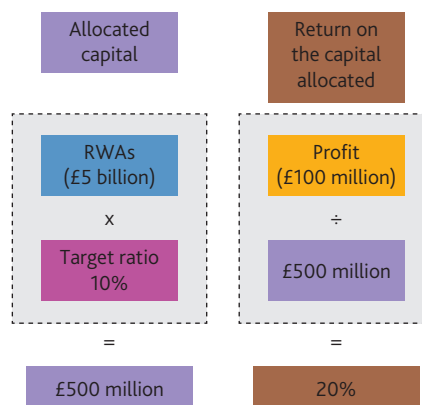 Allocated
capital
RWAs
(£5 billion)
x
Target ratio
10%
=
£500 million
Return on
the capital
allocated
Profit
(£100 million)
÷
£500 million
=
20%